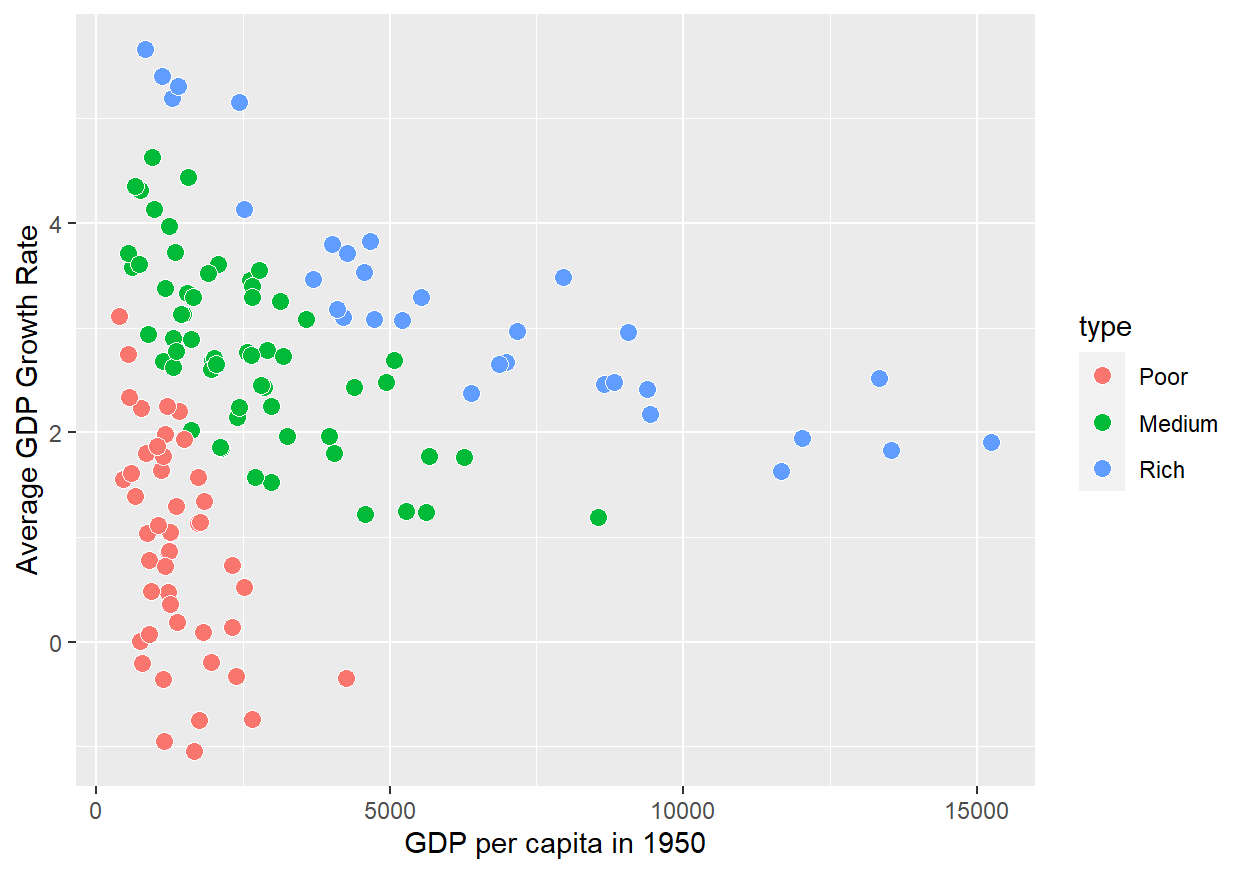 Average GDP Growth Rate
4
2
0
0
5000
10000
15000
GDP per capita in 1950
type
Poor
Medium
Rich